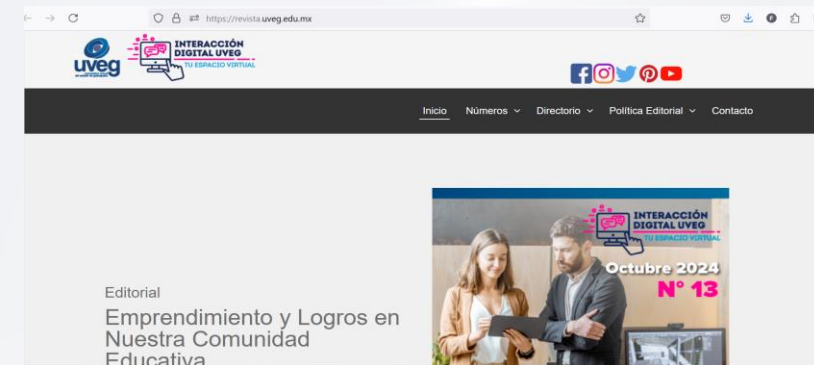 https://revista.uveg.edu.mx
uveg
INTERACCIÓN
DIGITAL UVEG
TU ESPACIO VIRTUAL
Inicio Números Directorio Política Editorial Contacto
INTERACCIÓN
DIGITAL UVEG
TU ESPACIO VIRTUAL
Octubre 2024
N° 13
Editorial
Emprendimiento y Logros en
Nuestra Comunidad
Educativa